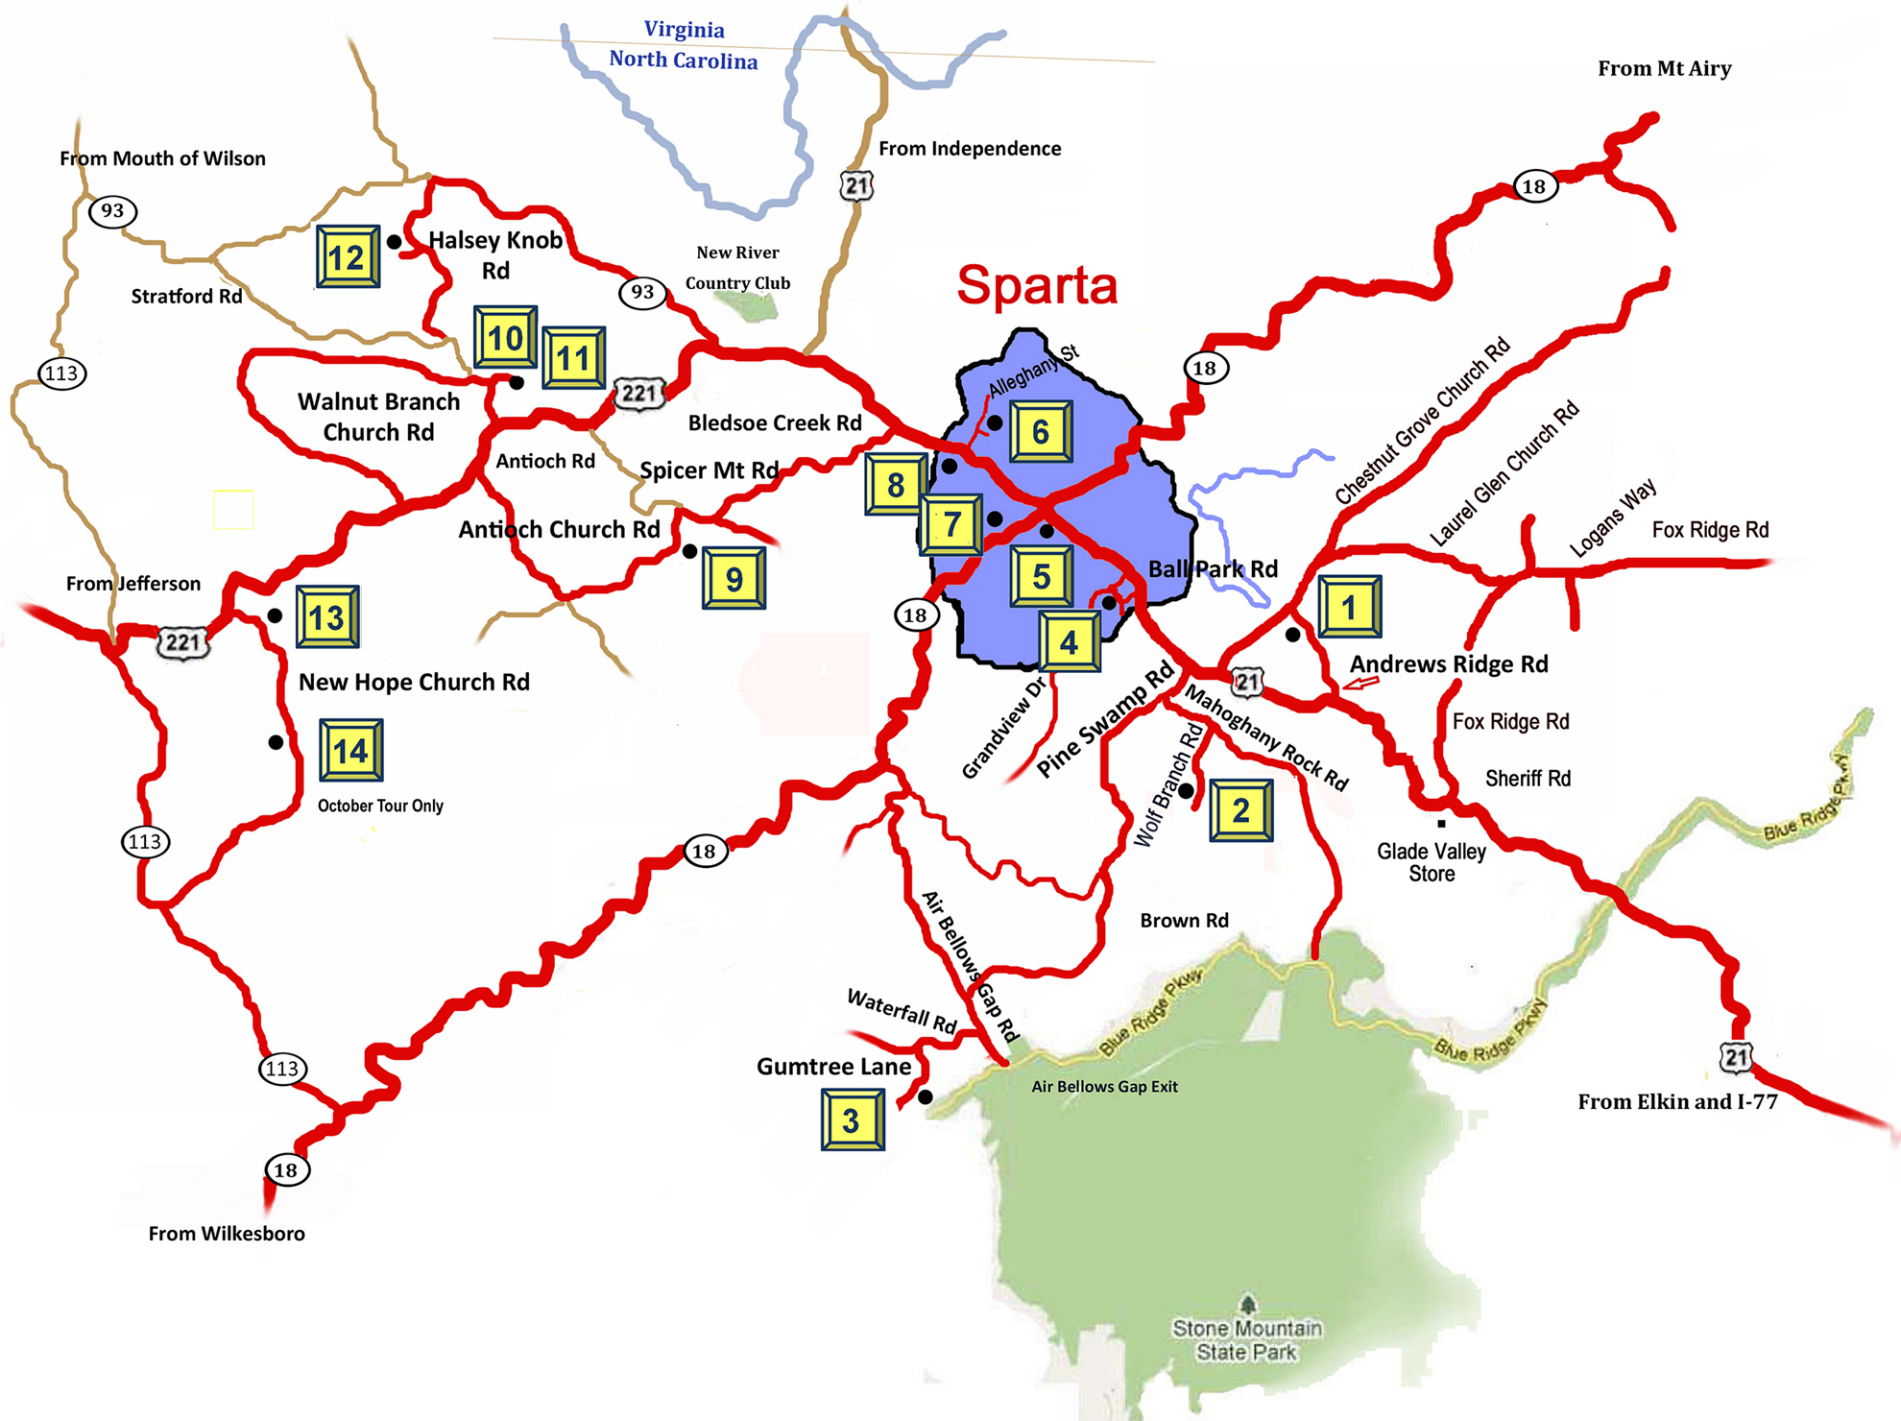 Virginia
North Carolina
From Mt Airy
From Mouth of Wilson
From Independence
93
21
18
12
Halsey Knob
Rd
New River
Country Club
Stratford Rd
93
Sparta
10
11
113
221
18
Alleghany St
Walnut Branch
Church Rd
Bledsoe Creek Rd
6
Chestnut Grove Church Rd
Laurel Glen Church Rd
Logans Way
Fox Ridge Rd
Antioch Rd
Spicer Mt Rd
8
7
Antioch Church Rd
9
5
Ball Park Rd
From Jefferson
13
221
18
4
1
Andrews Ridge Rd
New Hope Church Rd
21
14
October Tour Only
Grandview Dr
Pine Swamp Rd
Mahoghany Rock Rd
Wolf Branch Rd
2
Fox Ridge Rd
Sheriff Rd
Blue Ridge Pkwy
113
18
Glade Valley
Store
Brown Rd
Air Bellows Gap Rd
Waterfall Rd
Blue Ridge Pkwy
Blue Ridge Pkwy
113
Gumtree Lane
Air Bellows Gap Exit
21
3
From Elkin and I-77
18
From Wilkesboro
Stone Mountain
State Park